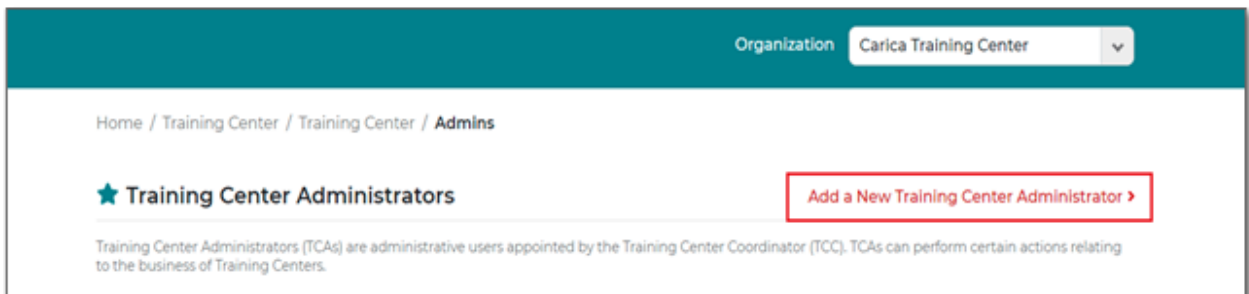 Organization Carica Training Center
Home / Training Center / Training Center / Admins
Training Center Administrators
Add a New Training Center Administrator >
Training Center Administrators (TCAs) are administrative users appointed by the Training Center Coordinator (TCC). TCAs can perform certain actions relating
to the business of Training Centers.